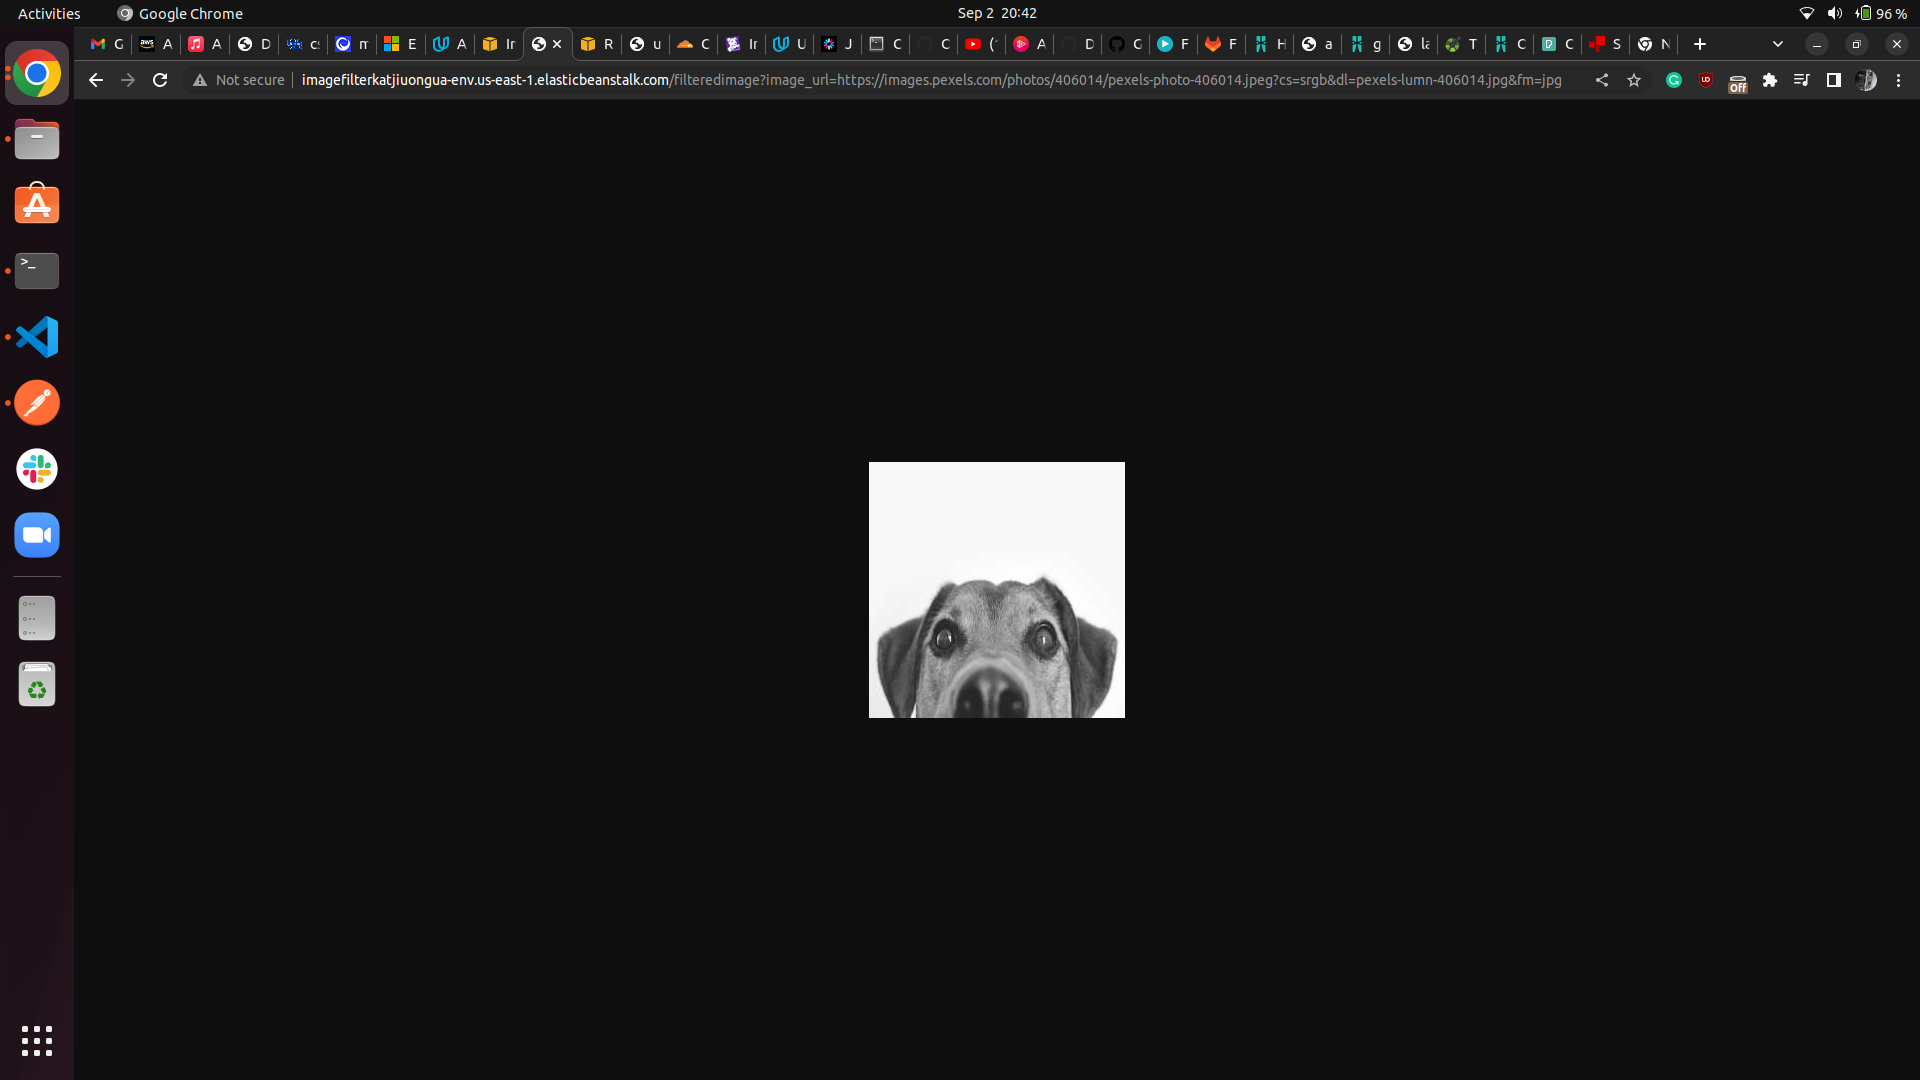 Activities Google Chrome Sep 2 20:42 96 %
G A A D c m E A Ir R u C Ir U J C C ( A D G F F H a g la T C C S N
Not secure imagefilterkatjiuongua-env.us-east-1.elasticbeanstalk.com/filteredimage?image_url=https://images.pexels.com/photos/406014/pexels-photo-406014.jpeg?cs=srgb&dl=pexels-lumn-406014.jpg&fm=jpg
Off